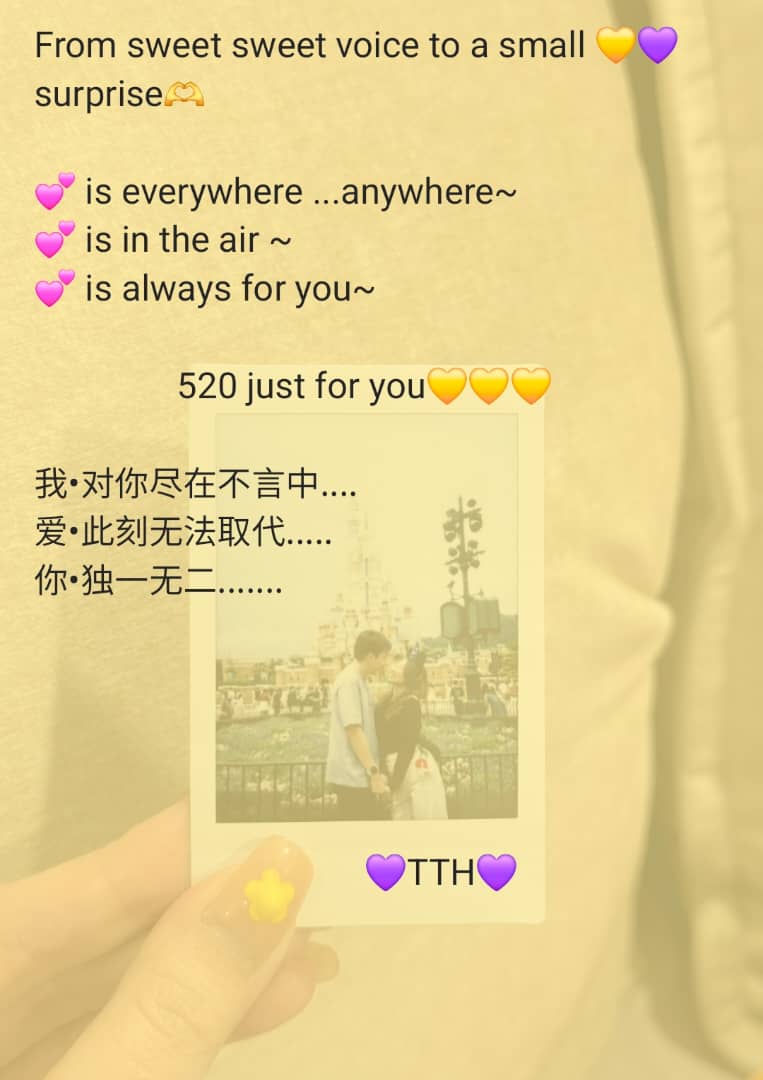 From sweet sweet voice to a small 💛💜
surprise🫶
💕 is everywhere ...anywhere~
💕 is in the air ~
💕 is always for you~
520 just for you💛💛💛
我•对你尽在不言中....
爱•此刻无法取代.....
你•独一无二.......
💜TTH💜